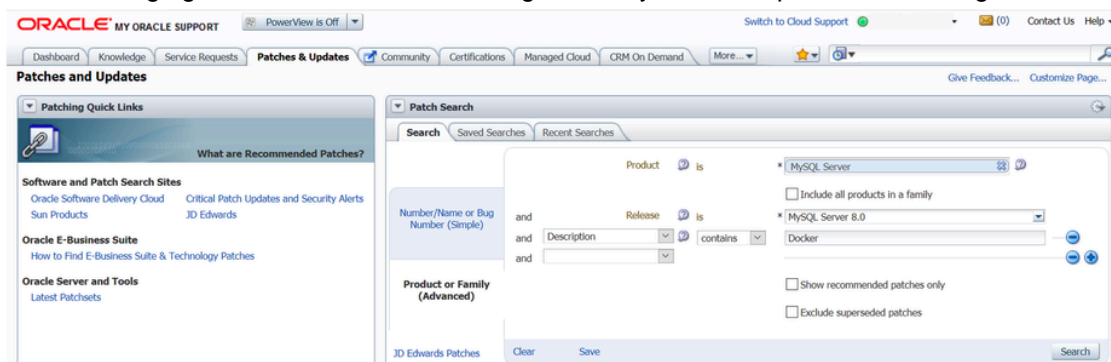 ORACLE MY ORACLE SUPPORT PowerView is Off Switch to Cloud Support (0) Contact Us Help
Dashboard Knowledge Service Requests Patches & Updates Community Certifications Managed Cloud CRM On Demand More...
Patches and Updates Give Feedback... Customize Page...
Patching Quick Links
What are Recommended Patches?
Software and Patch Search Sites
Oracle Software Delivery Cloud Critical Patch Updates and Security Alerts
Sun Products JD Edwards
Oracle E-Business Suite
How to Find E-Business Suite & Technology Patches
Oracle Server and Tools
Latest Patchsets
Patch Search
Search Saved Searches Recent Searches
Number/Name or Bug
Number (Simple)
Product or Family
(Advanced)
JD Edwards Patches
Product is * MySQL Server
Include all products in a family
and Release is * MySQL Server 8.0
and Description contains Docker
and
Show recommended patches only
Exclude superseded patches
Clear Save Search